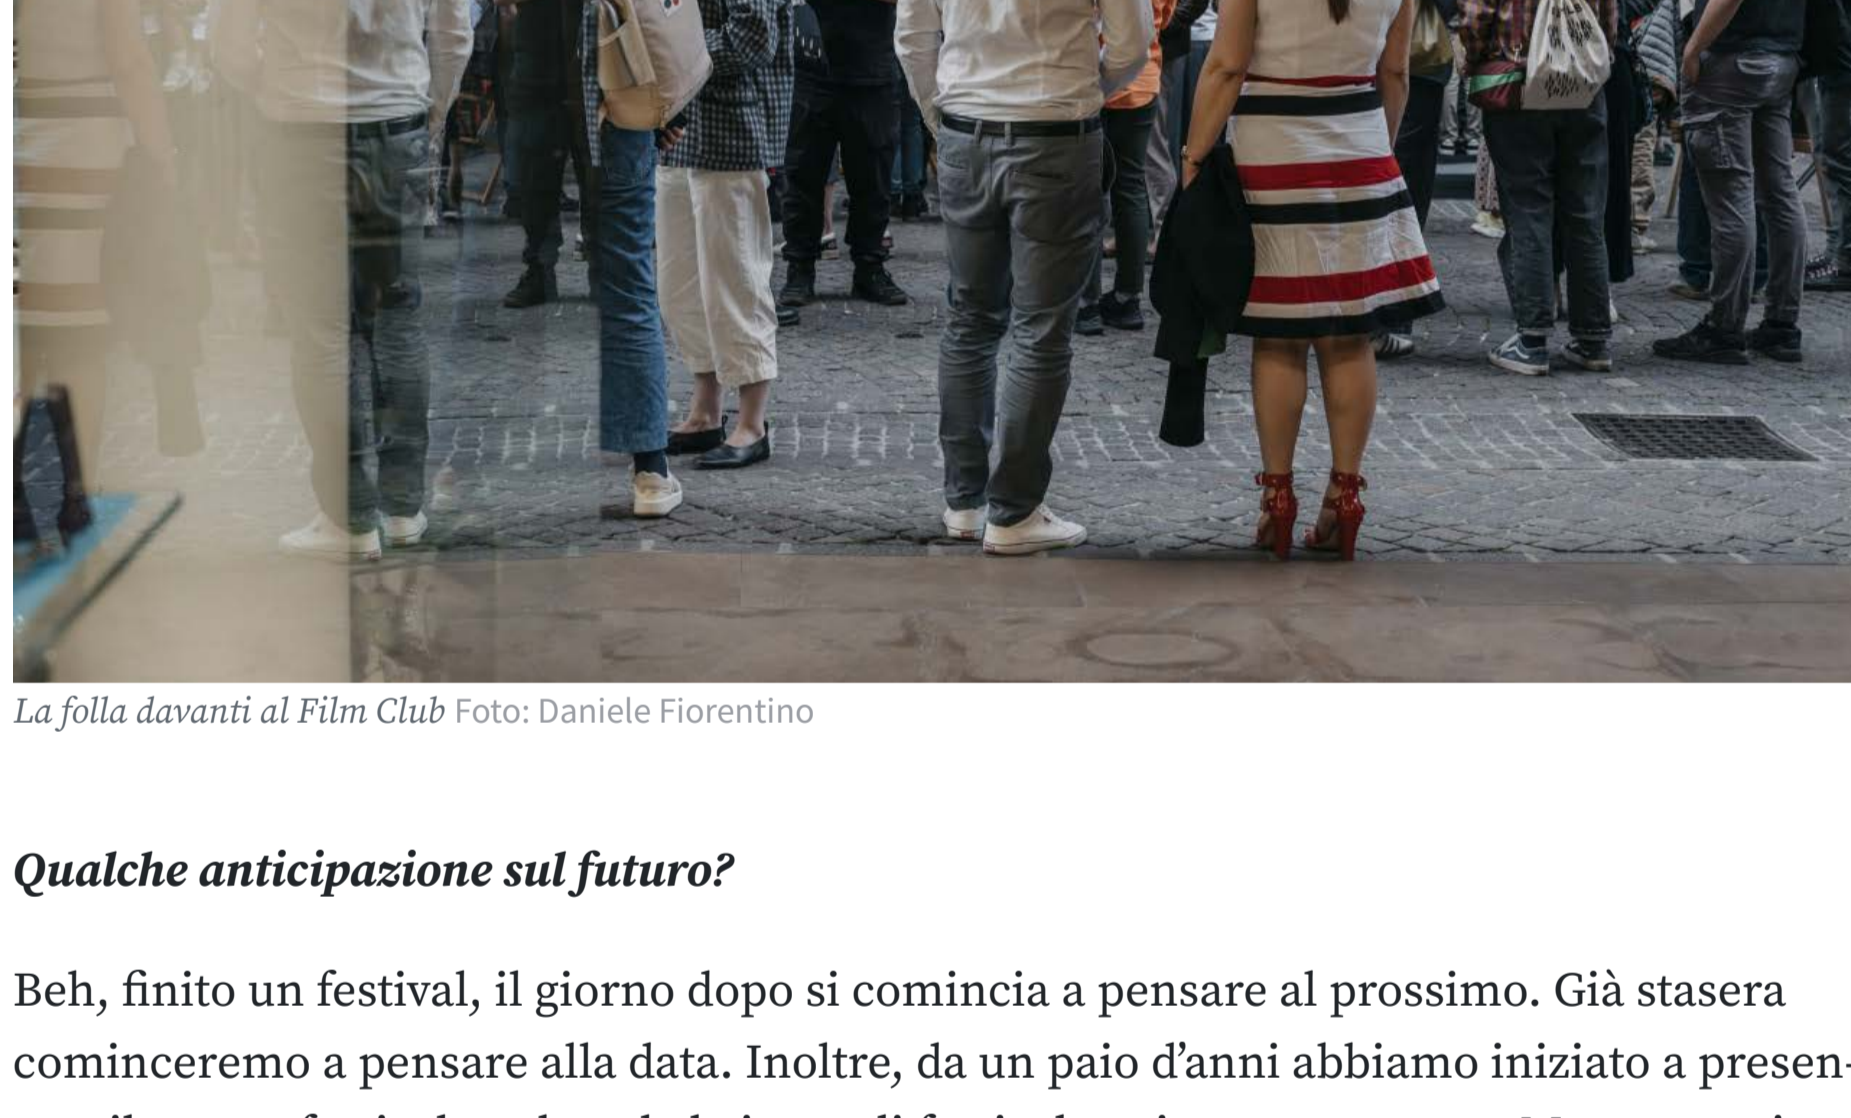 La folla davanti al Film Club Foto: Daniele Fiorentino
Qualche anticipazione sul futuro?
Beh, finito un festival, il giorno dopo si comincia a pensare al prossimo. Già stasera
cominceremo a pensare alla data. Inoltre, da un paio d’anni abbiamo iniziato a presen-